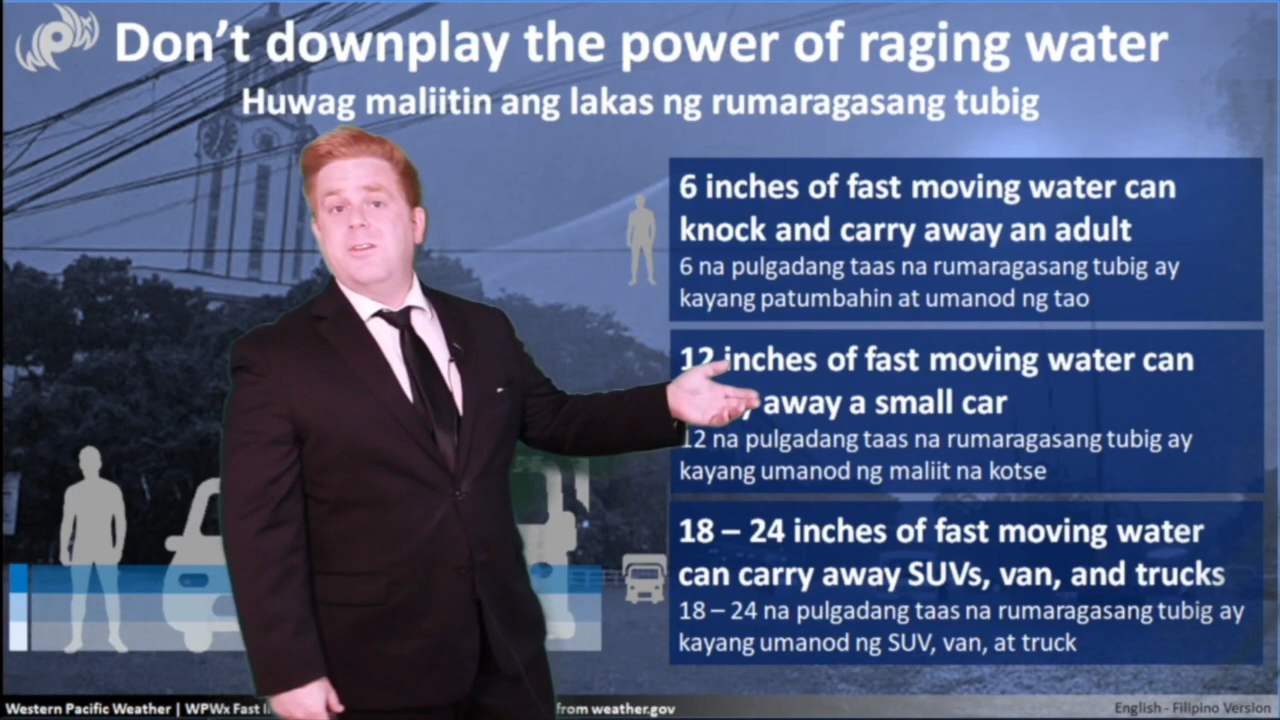 WPWx
Don't downplay the power of raging water
Huwag maliitin ang lakas ng rumaragasang tubig
6 inches of fast moving water can
knock and carry away an adult
6 na pulgadang taas na rumaragasang tubig ay
kayang patumbahin at umanod ng tao
12 inches of fast moving water can
away a small car
12 na pulgadang taas na rumaragasang tubig ay
kayang umanod ng maliit na kotse
18 – 24 inches of fast moving water
can carry away SUVs, van, and trucks
18 – 24 na pulgadang taas na rumaragasang tubig ay
kayang umanod ng SUV, van, at truck
Western Pacific Weather | WPWx Fast
from weather.gov
English - Filipino Version